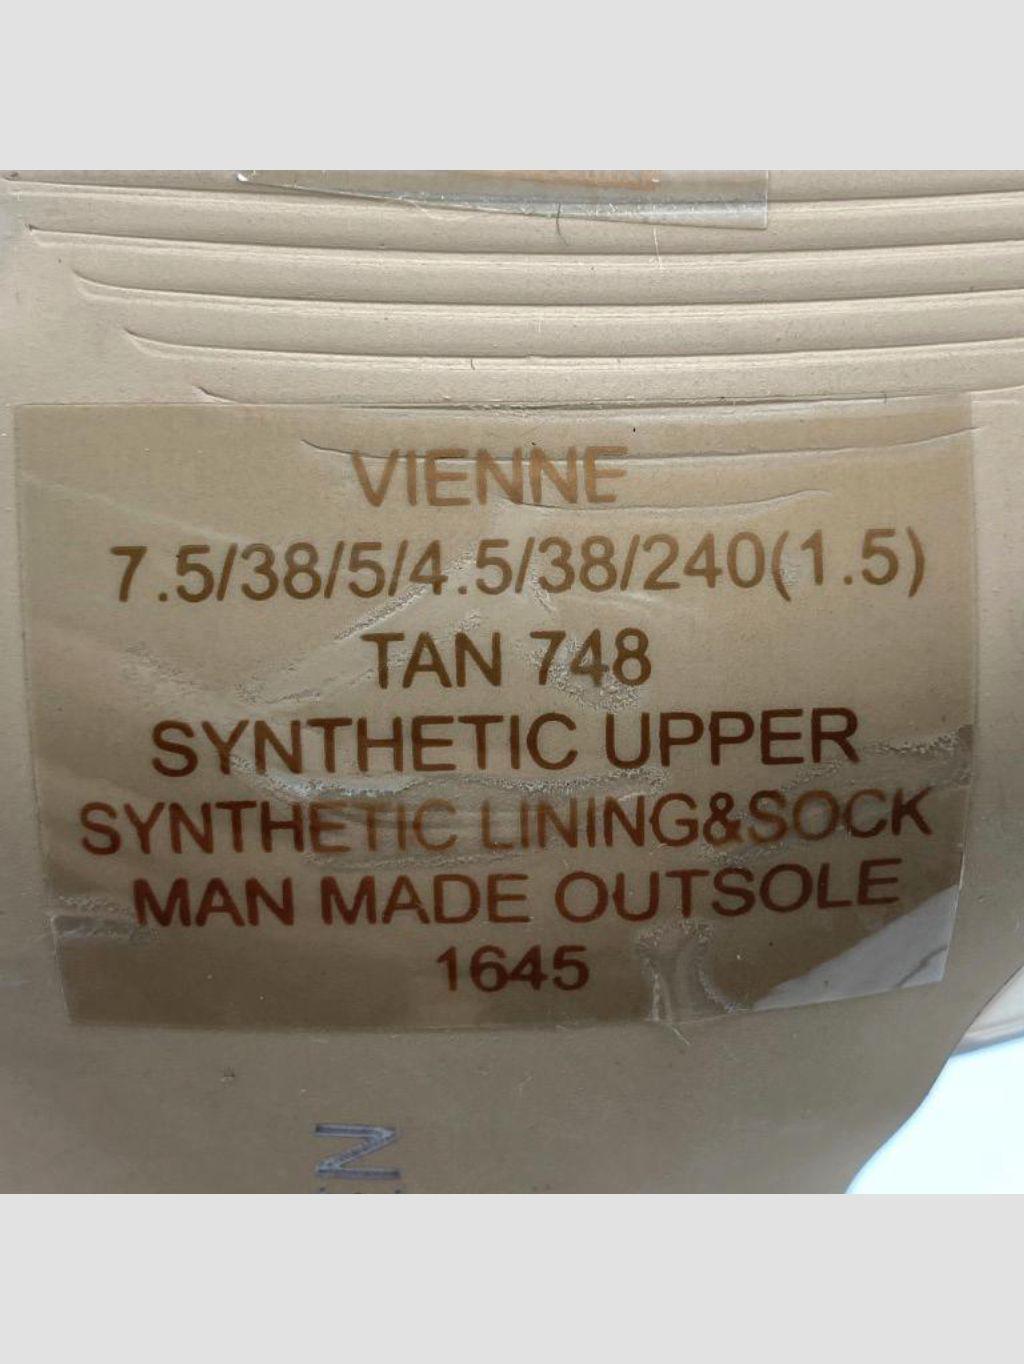 VIENNE
7.5/38/5/4.5/38/240(1.5)
TAN 748
SYNTHETIC UPPER
SYNTHETIC LINING&SOCK
MAN MADE OUTSOLE
1645